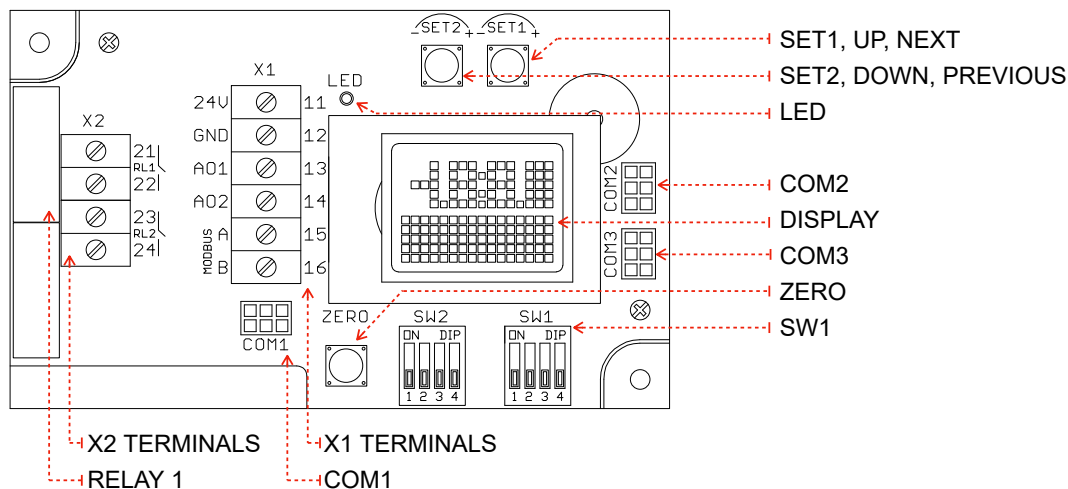 -SET2+ -SET1+
SET1, UP, NEXT
SET2, DOWN, PREVIOUS
X1
LED
LED
24V
11
X2
GND
12
21
RL1
22
AO1
13
COM2
COM2
AO2
14
23
RL2
24
DISPLAY
MODBUS
A
15
B
16
COM3
COM3
ZERO
ZERO
SW2
SW1
SW1
ON DIP
1 2 3 4
ON DIP
1 2 3 4
COM1
X2 TERMINALS
X1 TERMINALS
RELAY 1
COM1